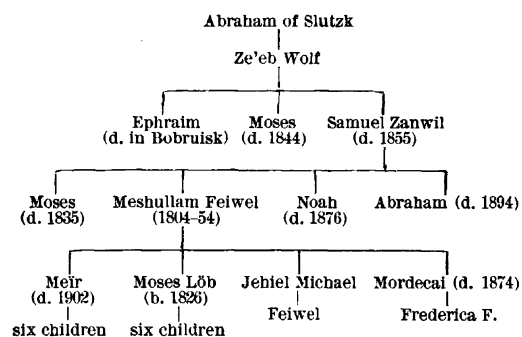 Abraham of Slutzk
Ze'eb Wolf
Ephraim Moses Samuel Zanwil
(d. in Bobruisk) (d. 1844) (d. 1855)
Moses Meshullam Feiwel Noah Abraham (d. 1894)
(d. 1835) (1804–54) (d. 1876)
Meïr Moses Löb Jehiel Michael Mordecai (d. 1874)
(d. 1902) (b. 1826) Feiwel Frederica F.
six children six children